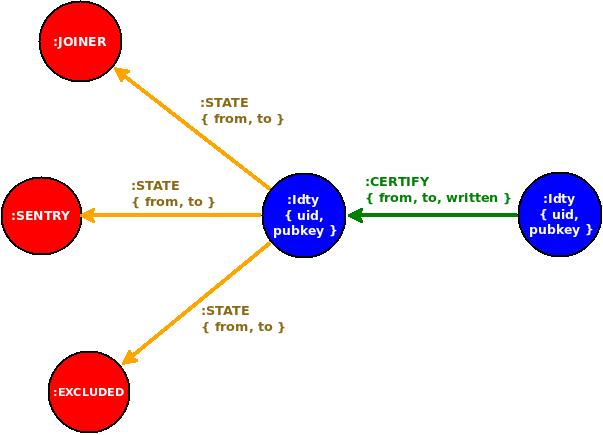 :JOINER
:STATE
{ from, to }
:STATE
{ from, to }
:CERTIFY
{ from, to, written }
:SENTRY
:Idty
{ uid,
pubkey }
:Idty
{ uid,
pubkey }
:STATE
{ from, to }
:EXCLUDED